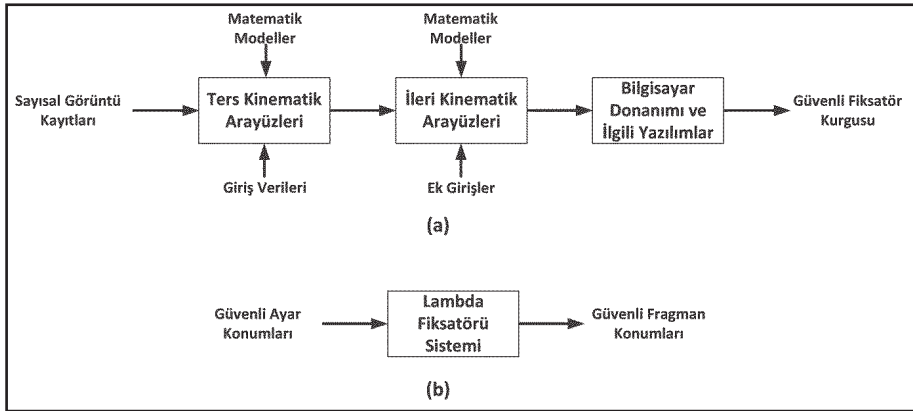 Matematik
Modeller
Matematik
Modeller
Sayısal Görüntü
Kayıtları
Ters Kinematik
Arayüzleri
İleri Kinematik
Arayüzleri
Bilgisayar
Donanımı ve
İlgili Yazılımlar
Güvenli Fiksatör
Kurgusu
Giriş Verileri
Ek Girişler
(a)
Güvenli Ayar
Konumları
Lambda
Fiksatörü
Sistemi
Güvenli Fragman
Konumları
(b)